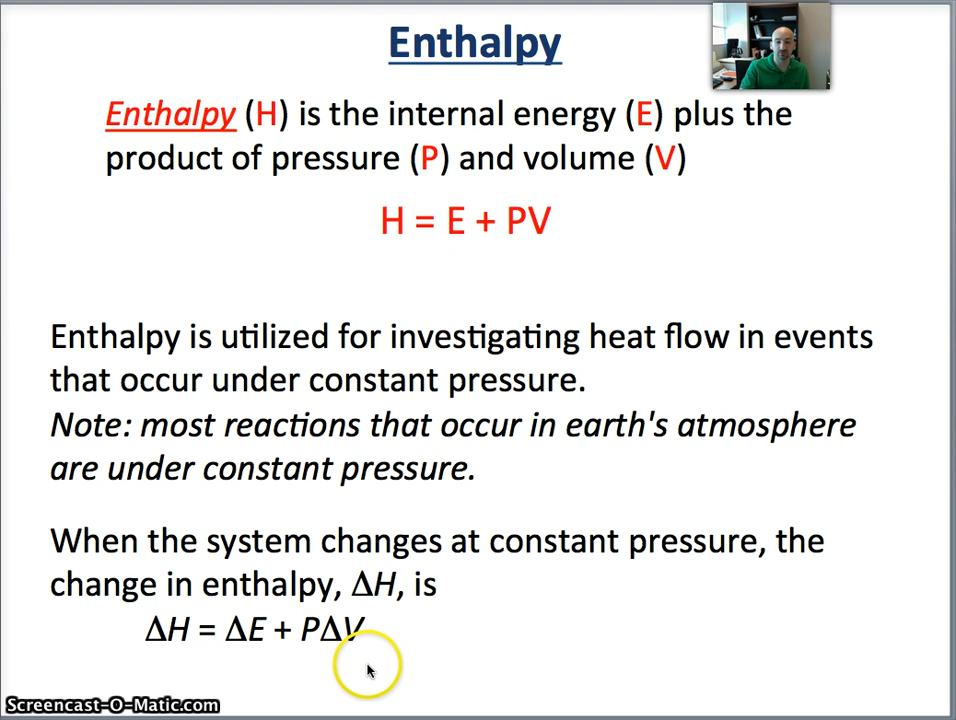 Enthalpy
Enthalpy (H) is the internal energy (E) plus the
product of pressure (P) and volume (V)
H = E + PV
Enthalpy is utilized for investigating heat flow in events
that occur under constant pressure.
Note: most reactions that occur in earth's atmosphere
are under constant pressure.
When the system changes at constant pressure, the
change in enthalpy, ΔH, is
ΔH = ΔE + PΔV
Screencast-O-Matic.com